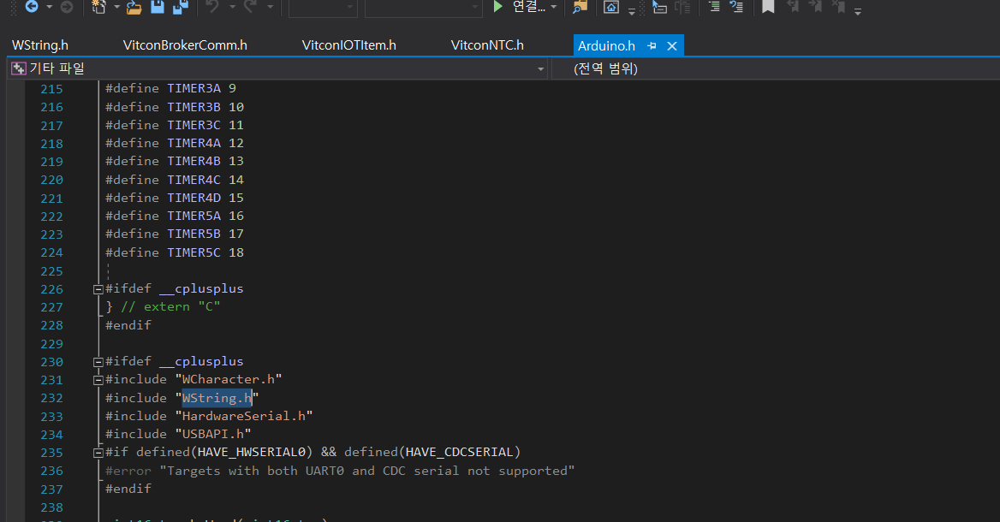 연결...
WString.h VitconBrokerComm.h VitconIOTItem.h VitconNTC.h Arduino.h
기타 파일 (전역 범위)
215 #define TIMER3A 9
216 #define TIMER3B 10
217 #define TIMER3C 11
218 #define TIMER4A 12
219 #define TIMER4B 13
220 #define TIMER4C 14
221 #define TIMER4D 15
222 #define TIMER5A 16
223 #define TIMER5B 17
224 #define TIMER5C 18
225
226 #ifdef __cplusplus
227 } // extern "C"
228 #endif
229
230 #ifdef __cplusplus
231 #include "WCharacter.h"
232 #include "WString.h"
233 #include "HardwareSerial.h"
234 #include "USBAPI.h"
235 #if defined(HAVE_HWSERIAL0) && defined(HAVE_CDCSERIAL)
236 #error "Targets with both UART0 and CDC serial not supported"
237 #endif
238